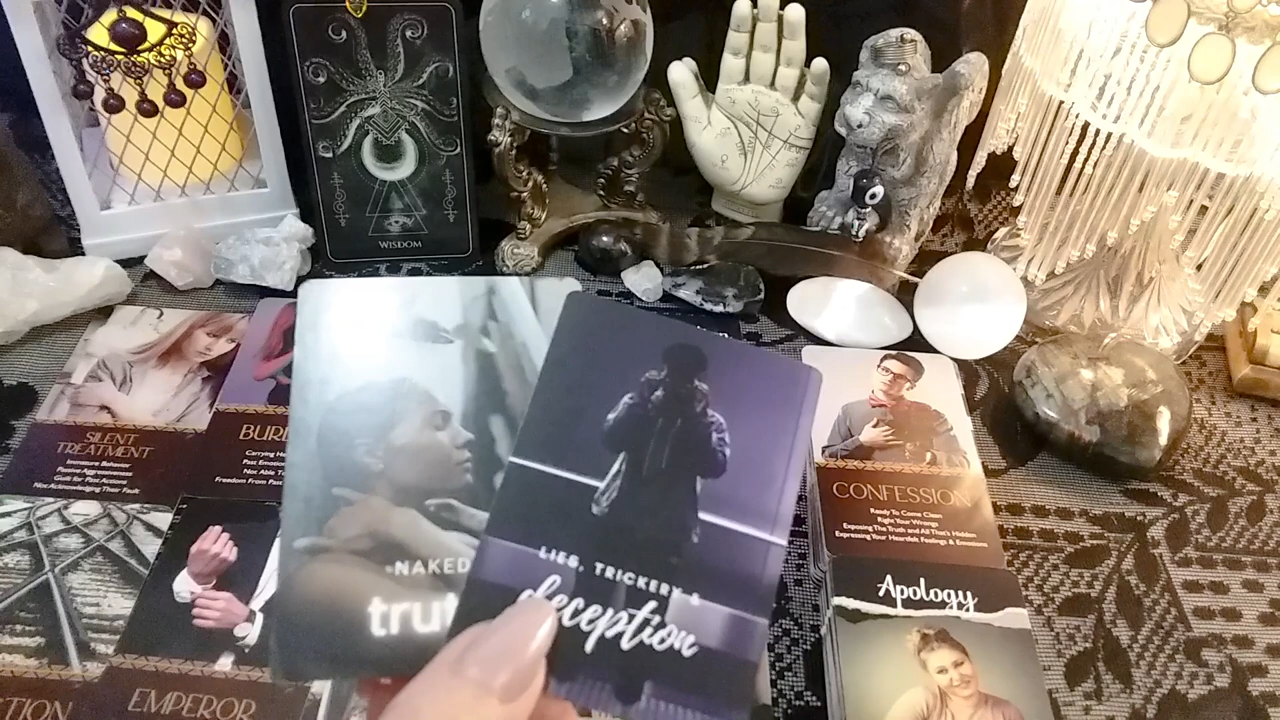 WISDOM
SILENT
TREATMENT
Immature Behavior
Passive Aggressiveness
Guilt for Past Actions
Not Acknowledging Their Fault
BUR
Carrying He
Past Emotio
Not Able T
Freedom From Past
NAKED
trut
LIES, TRICKERY &
deception
CONFESSION
Ready To Come Clean
Right Your Wrongs
Exposing The Truth and All That's Hidden
Expressing Your Heartfelt Feelings & Emotions
Apology
CTION
EMPEROR